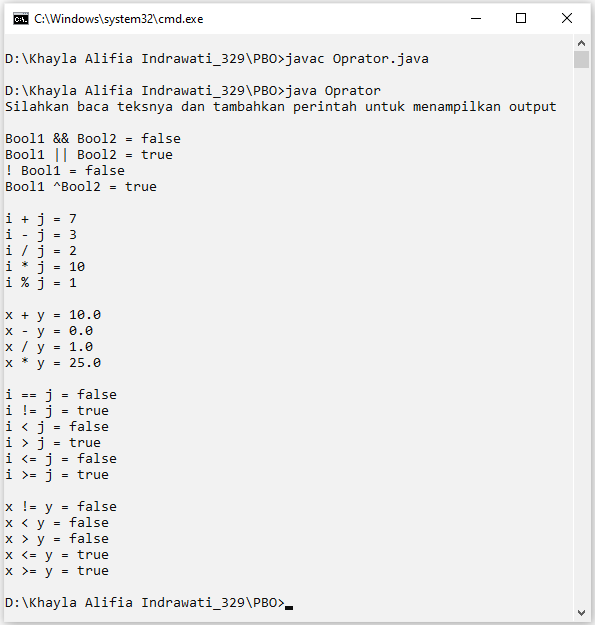 C:\Windows\system32\cmd.exe
D:\Khayla Alifia Indrawati_329\PBO>javac Oprator.java
D:\Khayla Alifia Indrawati_329\PBO>java Oprator
Silahkan baca teksnya dan tambahkan perintah untuk menampilkan output
Bool1 && Bool2 = false
Bool1 || Bool2 = true
! Bool1 = false
Bool1 ^Bool2 = true
i + j = 7
i - j = 3
i / j = 2
i * j = 10
i % j = 1
x + y = 10.0
x - y = 0.0
x / y = 1.0
x * y = 25.0
i == j = false
i != j = true
i < j = false
i > j = true
i <= j = false
i >= j = true
x != y = false
x < y = false
x > y = false
x <= y = true
x >= y = true
D:\Khayla Alifia Indrawati_329\PBO>